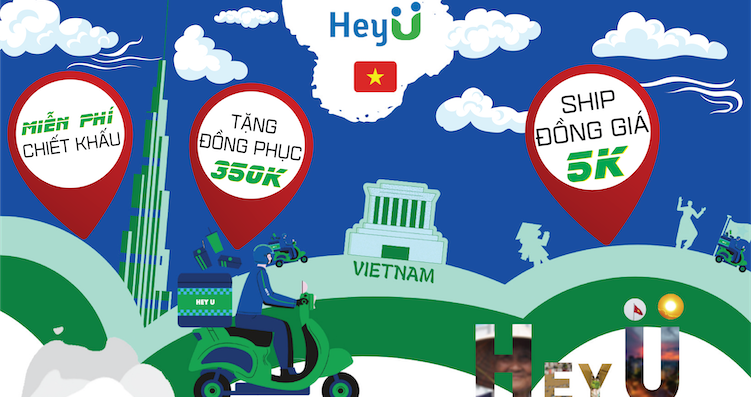 HeyU
MIỄN PHÍ
CHIẾT KHẤU
TẶNG
ĐỒNG PHỤC
350K
SHIP
ĐỒNG GIÁ
5K
VIETNAM
HEY U
HEYU